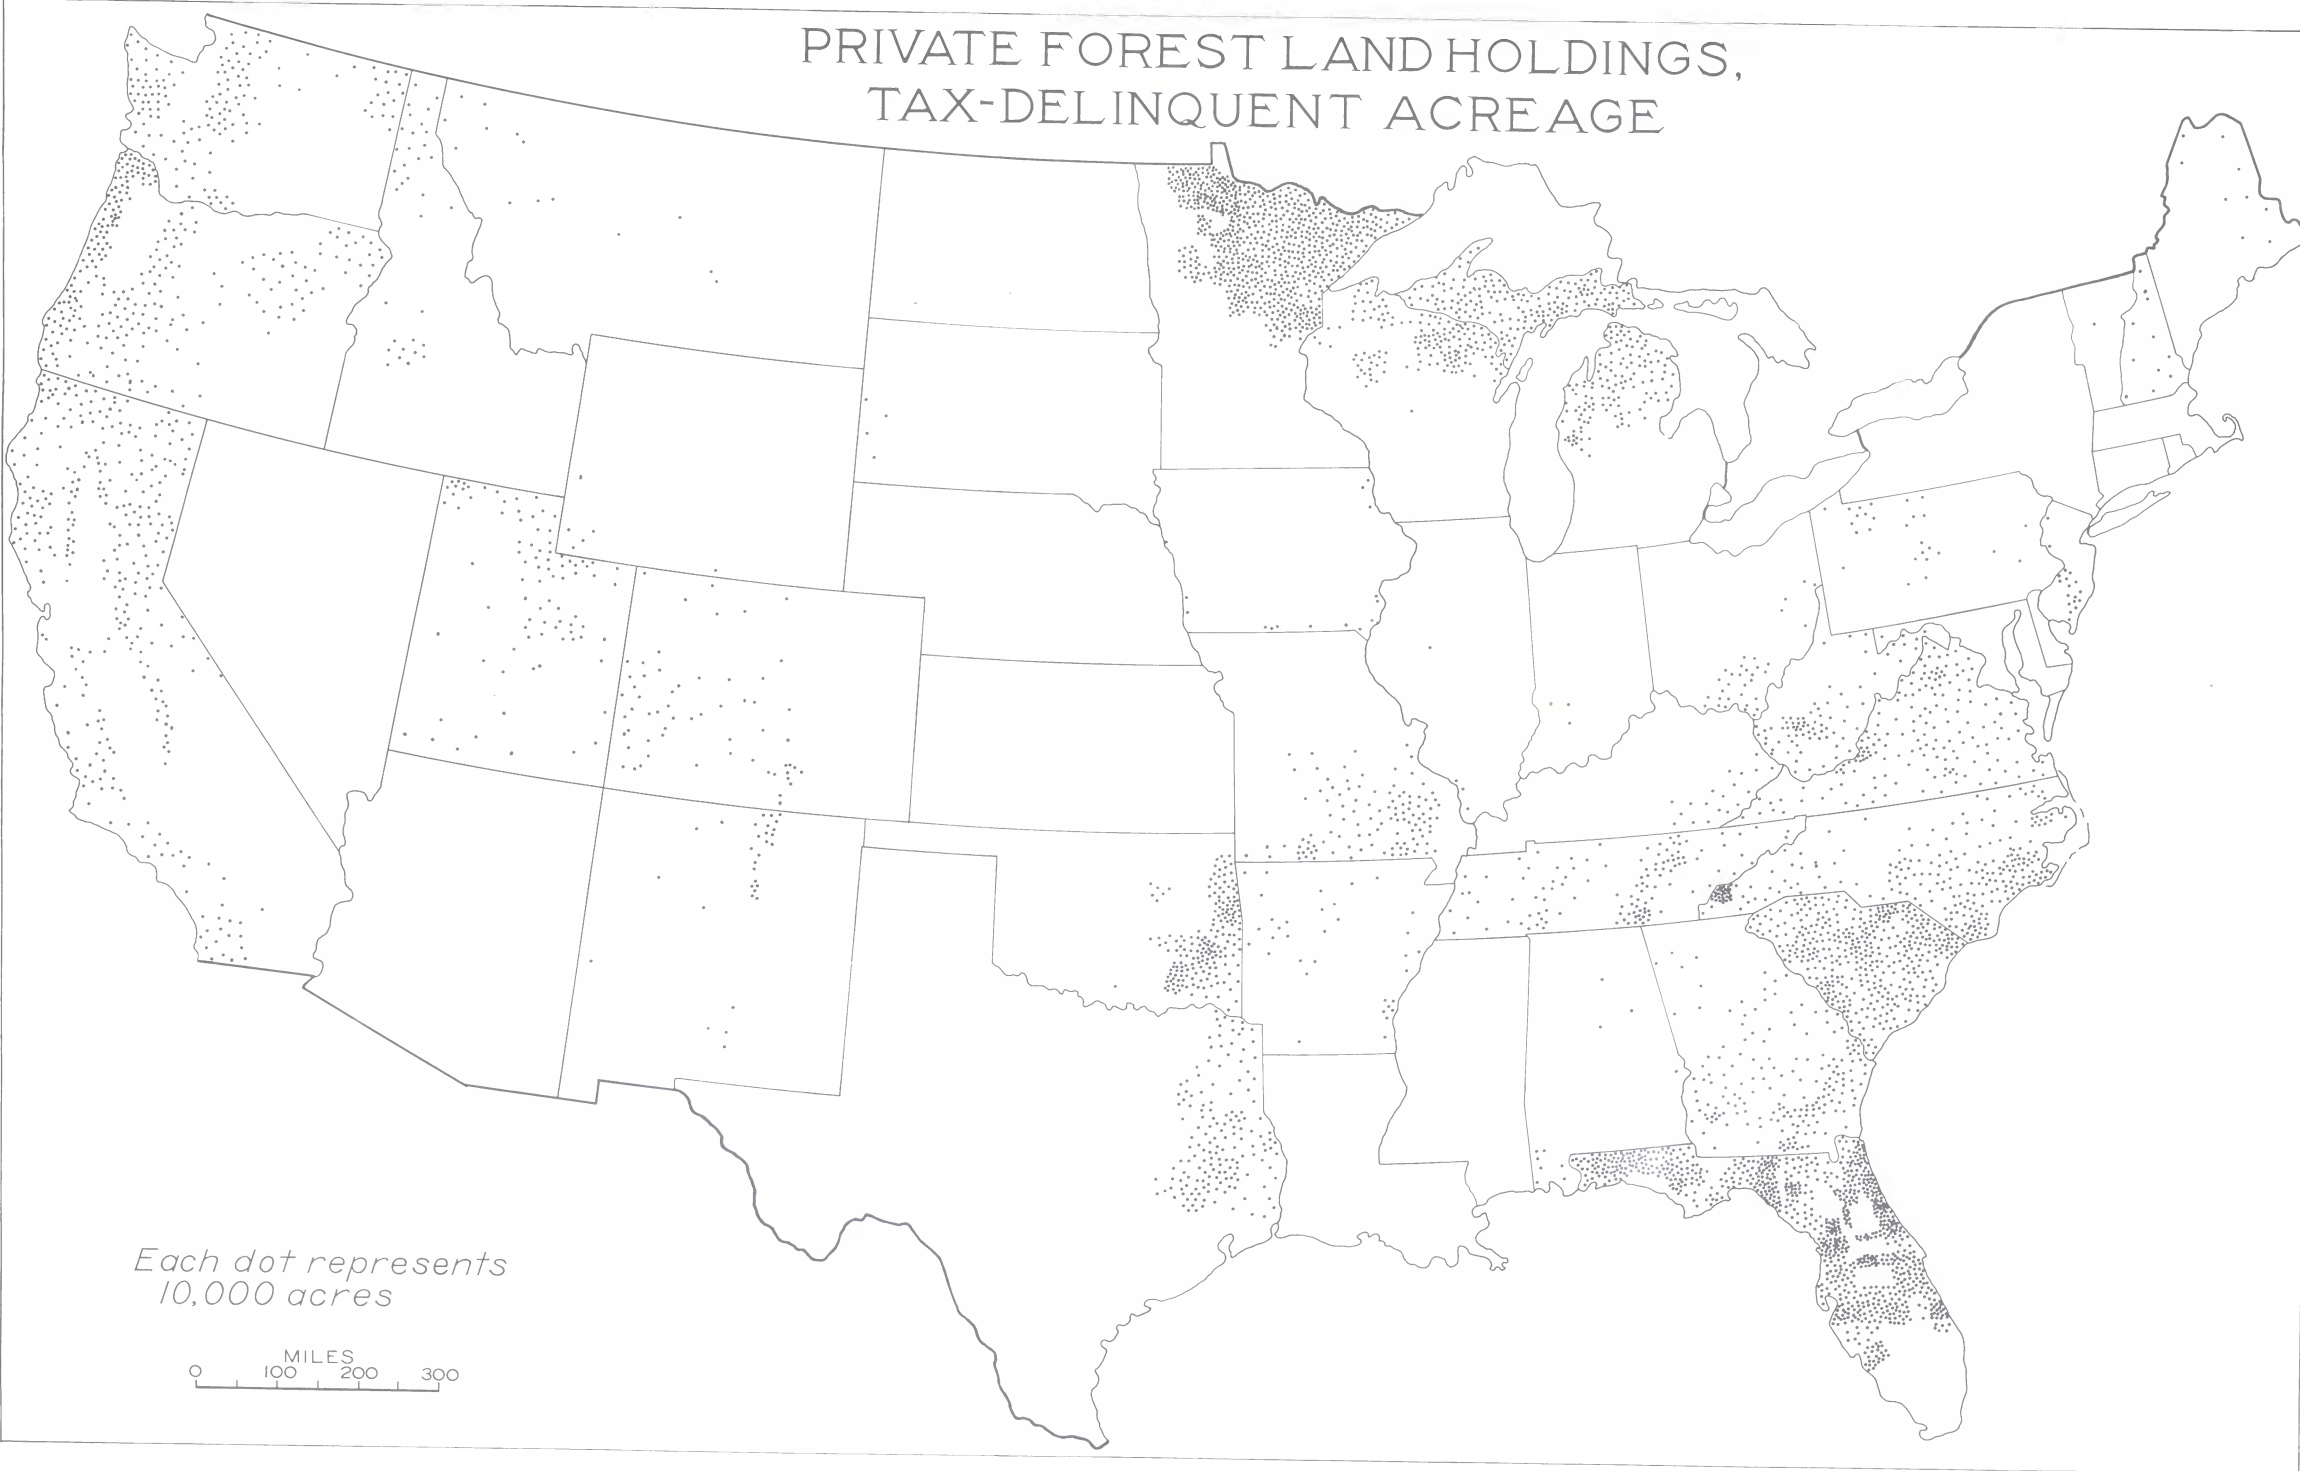 PRIVATE FOREST LAND HOLDINGS,
TAX-DELINQUENT ACREAGE
Each dot represents
10,000 acres
MILES
0 100 200 300